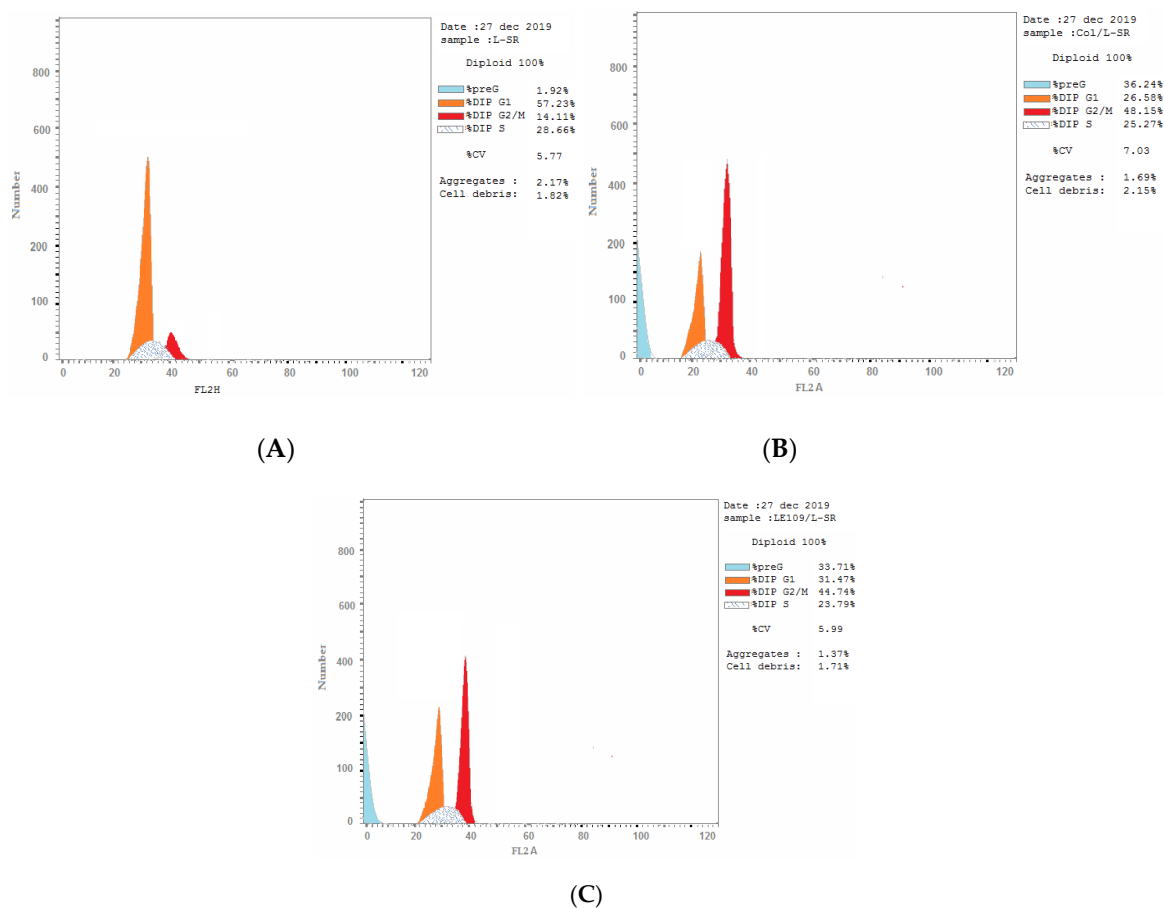 Date :27 dec 2019
sample :L-SR
Diploid 100%
%preG 1.92%
%DIP G1 57.23%
%DIP G2/M 14.11%
%DIP S 28.66%
%CV 5.77
Aggregates : 2.17%
Cell debris: 1.82%
Number
800
600
400
200
100
0
0 20 40 60 80 100 120
FL2H
(A)
Date :27 dec 2019
sample :Col/L-SR
Diploid 100%
%preG 36.24%
%DIP G1 26.58%
%DIP G2/M 48.15%
%DIP S 25.27%
%CV 7.03
Aggregates : 1.69%
Cell debris: 2.15%
Number
800
600
400
200
100
0
0 20 40 60 80 100 120
FL2A
(B)
Date :27 dec 2019
sample :LE109/L-SR
Diploid 100%
%preG 33.71%
%DIP G1 31.47%
%DIP G2/M 44.74%
%DIP S 23.79%
%CV 5.99
Aggregates : 1.37%
Cell debris: 1.71%
Number
800
600
400
200
100
0
0 20 40 60 80 100 120
FL2A
(C)